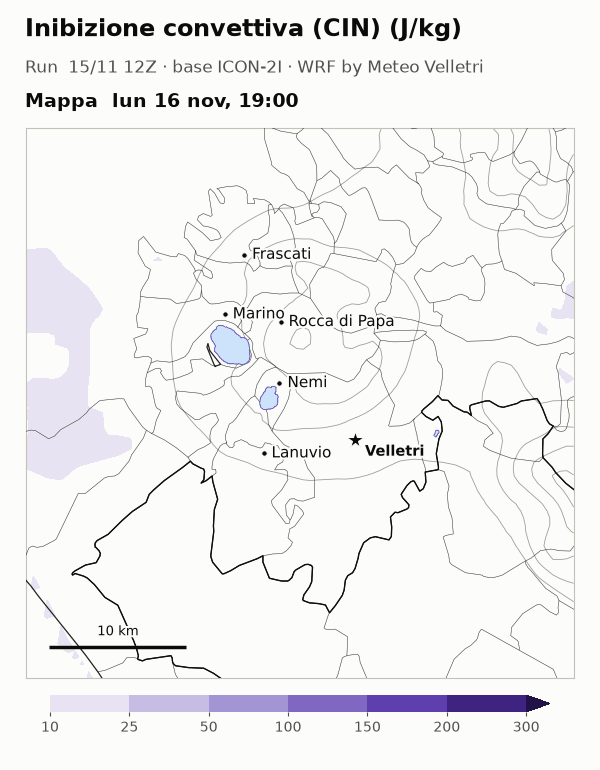 Inibizione convettiva (CIN) (J/kg)
Run  15/11 12Z · base ICON-2I · WRF by Meteo Velletri
Mappa  lun 16 nov, 19:00
Frascati
Marino
Rocca di Papa
Nemi
Velletri
Lanuvio
10 km
10 25 50 100 150 200 300